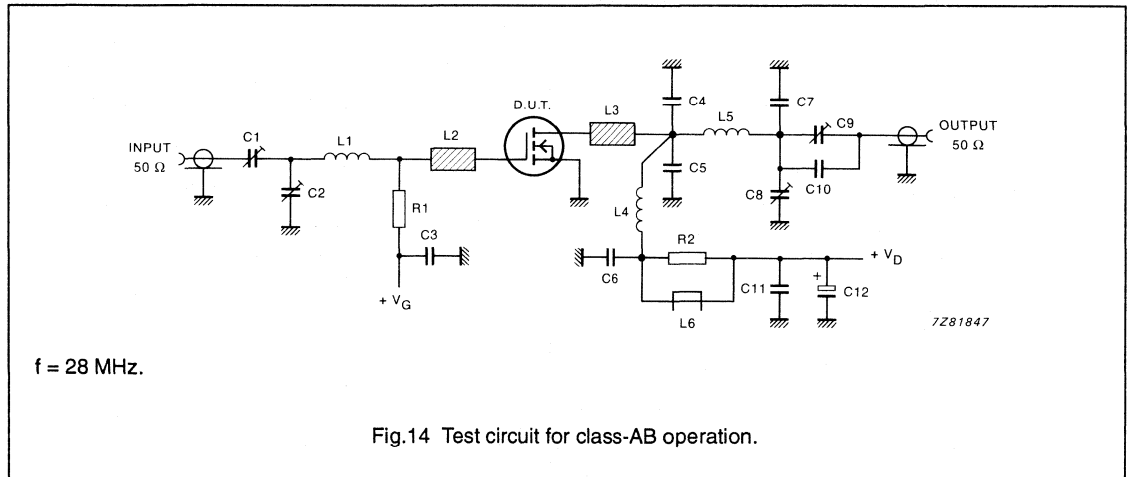 D.U.T.
C4
C7
L3
L5
C9
C1
L1
L2
INPUT
50 Ω
OUTPUT
50 Ω
C2
C5
C8
C10
R1
L4
C3
R2
+ V_D
C6
+ V_G
L6
C11
+
C12
7Z81847
f = 28 MHz.
Fig.14 Test circuit for class-AB operation.